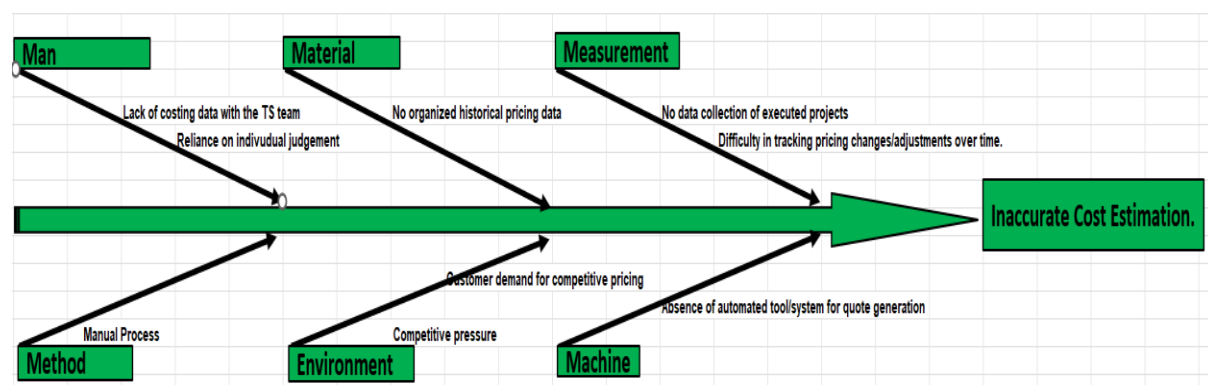 Man
Material
Measurement
Lack of costing data with the TS team
No organized historical pricing data
No data collection of executed projects
Reliance on indivudual judgement
Difficulty in tracking pricing changes/adjustments over time.
Inaccurate Cost Estimation.
Customer demand for competitive pricing
Absence of automated tool/system for quote generation
Manual Process
Competitive pressure
Method
Environment
Machine